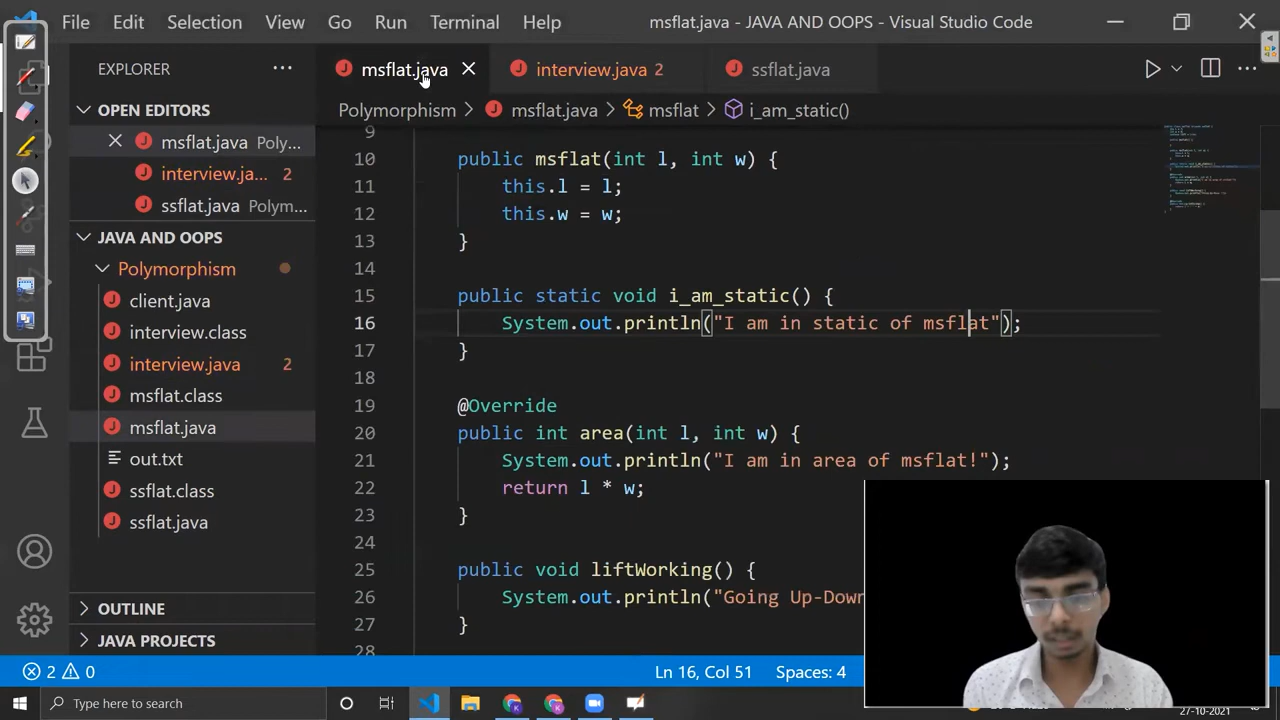 File Edit Selection View Go Run Terminal Help
msflat.java - JAVA AND OOPS - Visual Studio Code
EXPLORER
msflat.java
interview.java 2
ssflat.java
OPEN EDITORS
msflat.java Poly...
interview.ja... 2
ssflat.java Polym...
JAVA AND OOPS
Polymorphism
client.java
interview.class
interview.java 2
msflat.class
msflat.java
out.txt
ssflat.class
ssflat.java
OUTLINE
JAVA PROJECTS
Polymorphism > msflat.java > msflat > i_am_static()
9
10 public msflat(int l, int w) {
11 this.l = l;
12 this.w = w;
13 }
14
15 public static void i_am_static() {
16 System.out.println("I am in static of msflat");
17 }
18
19 @Override
20 public int area(int l, int w) {
21 System.out.println("I am in area of msflat!");
22 return l * w;
23 }
24
25 public void liftWorking() {
26 System.out.println("Going Up-Down
27 }
28
2 0
Ln 16, Col 51
Spaces: 4
Type here to search
27-10-2021